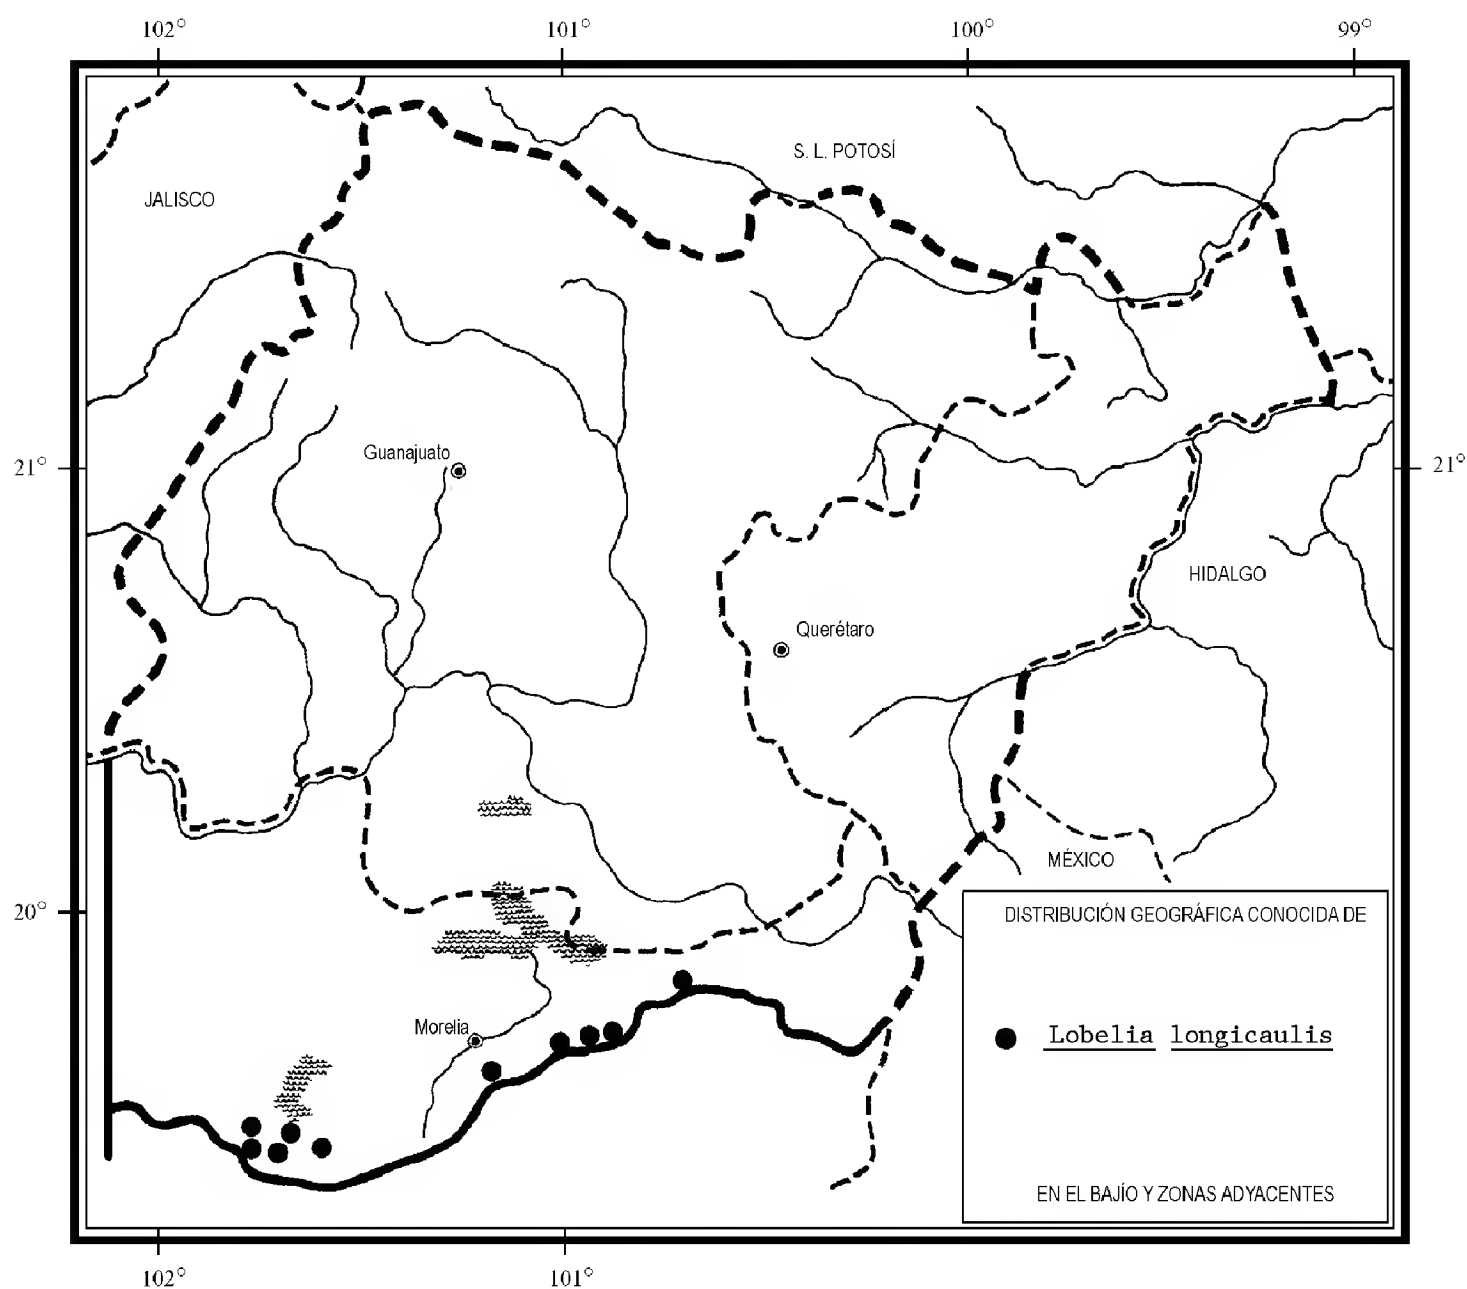 102° 101° 100° 99°
S. L. POTOSÍ
JALISCO
Guanajuato
21° 21°
HIDALGO
Querétaro
MÉXICO
20°
DISTRIBUCIÓN GEOGRÁFICA CONOCIDA DE
Morelia
Lobelia longicaulis
EN EL BAJÍO Y ZONAS ADYACENTES
102° 101°